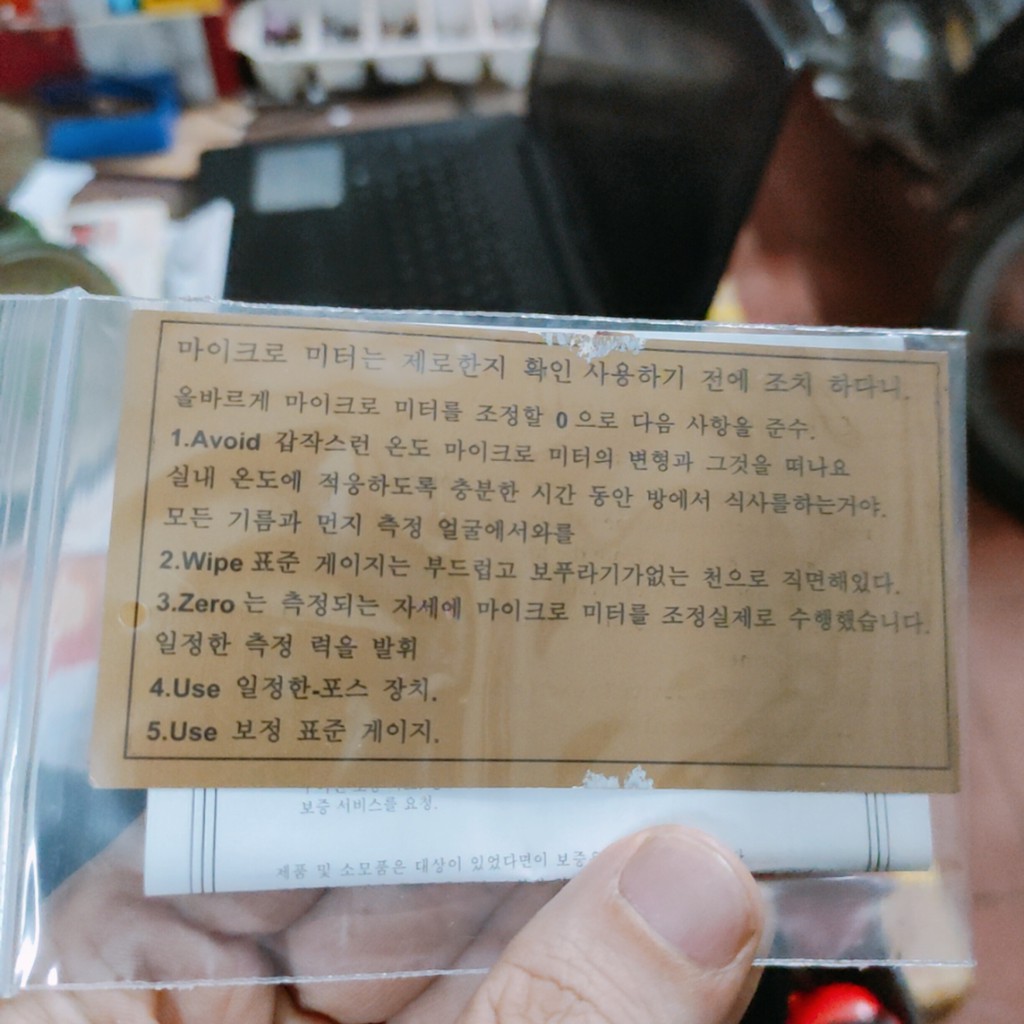 마이크로 미터는 제로한지 확인 사용하기 전에 조치 하다니.
올바르게 마이크로 미터를 조정할 0 으로 다음 사항을 준수.
1.Avoid 갑작스런 온도 마이크로 미터의 변형과 그것을 떠나요
실내 온도에 적응하도록 충분한 시간 동안 방에서 식사를하는거야.
모든 기름과 먼지 측정 얼굴에서와를
2.Wipe 표준 게이지는 부드럽고 보푸라기가없는 천으로 직면해있다.
3.Zero 는 측정되는 자세에 마이크로 미터를 조정실제로 수행했습니다.
일정한 측정 력을 발휘
4.Use 일정한-포스 장치.
5.Use 보정 표준 게이지.
보증 서비스를 요청.
제품 및 소모품은 대상이 있었다면이